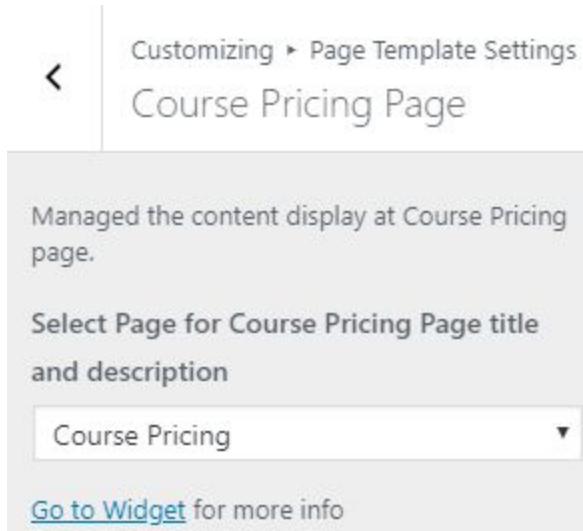 Customizing ▸ Page Template Settings
Course Pricing Page
Managed the content display at Course Pricing
page.
Select Page for Course Pricing Page title
and description
Course Pricing
Go to Widget for more info